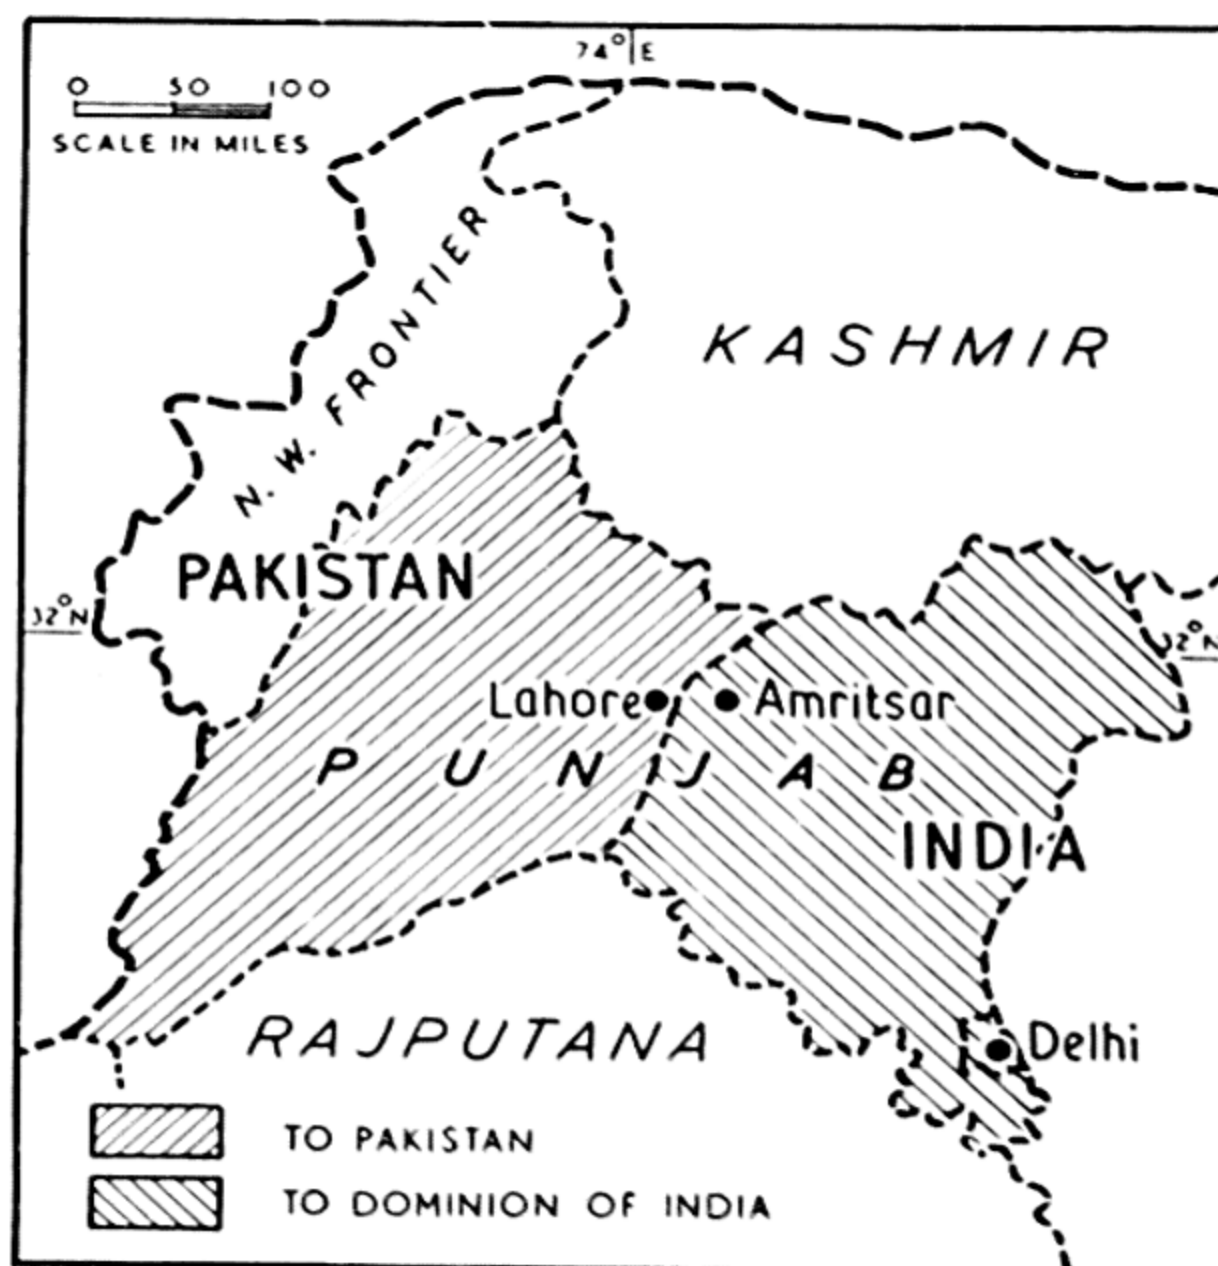 74° E
0 50 100
SCALE IN MILES
N. W. FRONTIER
KASHMIR
PAKISTAN
32° N
32° N
Lahore
Amritsar
PUNJAB
INDIA
RAJPUTANA
Delhi
TO PAKISTAN
TO DOMINION OF INDIA